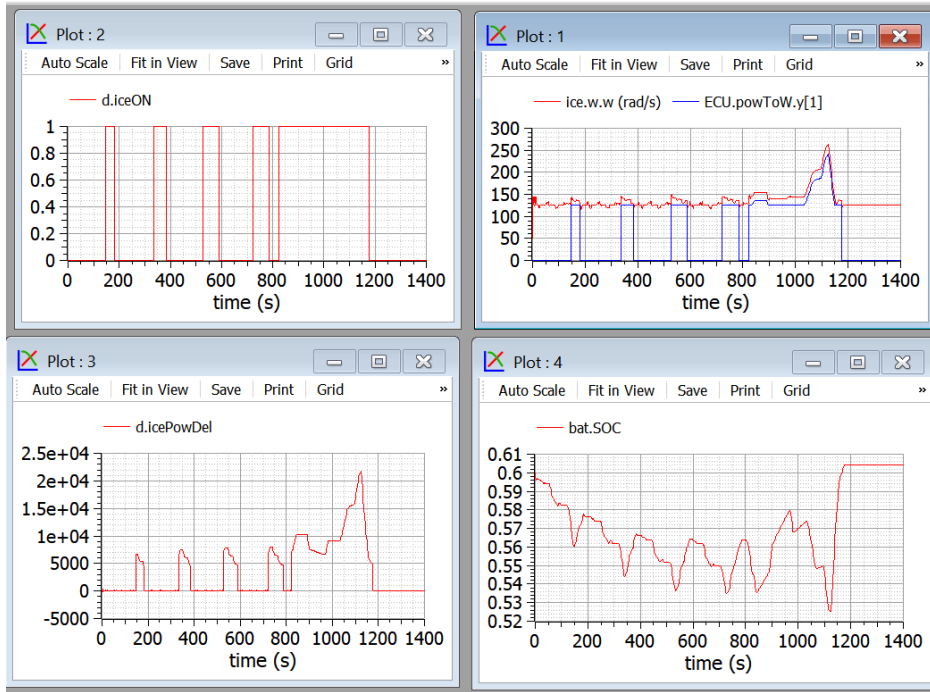 Plot : 2
Auto Scale Fit in View Save Print Grid »
d.iceON
1
0.8
0.6
0.4
0.2
0
0 200 400 600 800 1000 1200 1400
time (s)
Plot : 1
Auto Scale Fit in View Save Print Grid »
ice.w.w (rad/s) ECU.powToW.y[1]
300
250
200
150
100
50
0
0 200 400 600 800 1000 1200 1400
time (s)
Plot : 3
Auto Scale Fit in View Save Print Grid »
d.icePowDel
2.5e+04
2e+04
1.5e+04
1e+04
5000
0
-5000
0 200 400 600 800 1000 1200 1400
time (s)
Plot : 4
Auto Scale Fit in View Save Print Grid »
bat.SOC
0.61
0.6
0.59
0.58
0.57
0.56
0.55
0.54
0.53
0.52
0 200 400 600 800 1000 1200 1400
time (s)